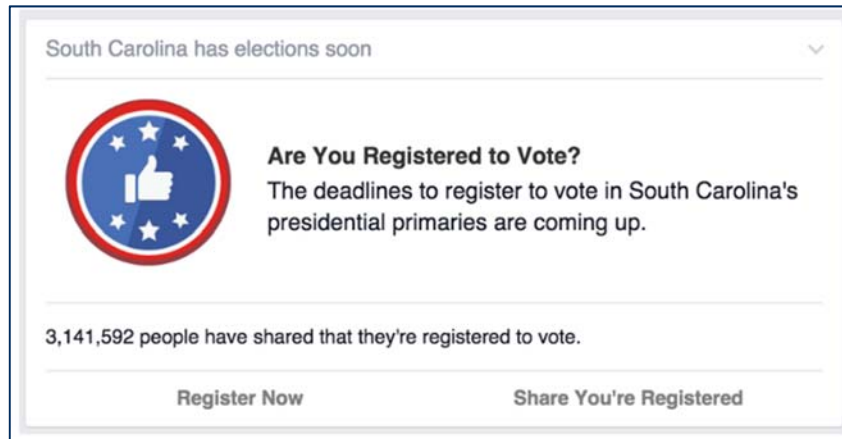 South Carolina has elections soon
Are You Registered to Vote?
The deadlines to register to vote in South Carolina's
presidential primaries are coming up.
3,141,592 people have shared that they're registered to vote.
Register Now
Share You're Registered